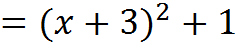 = (x + 3)² + 1